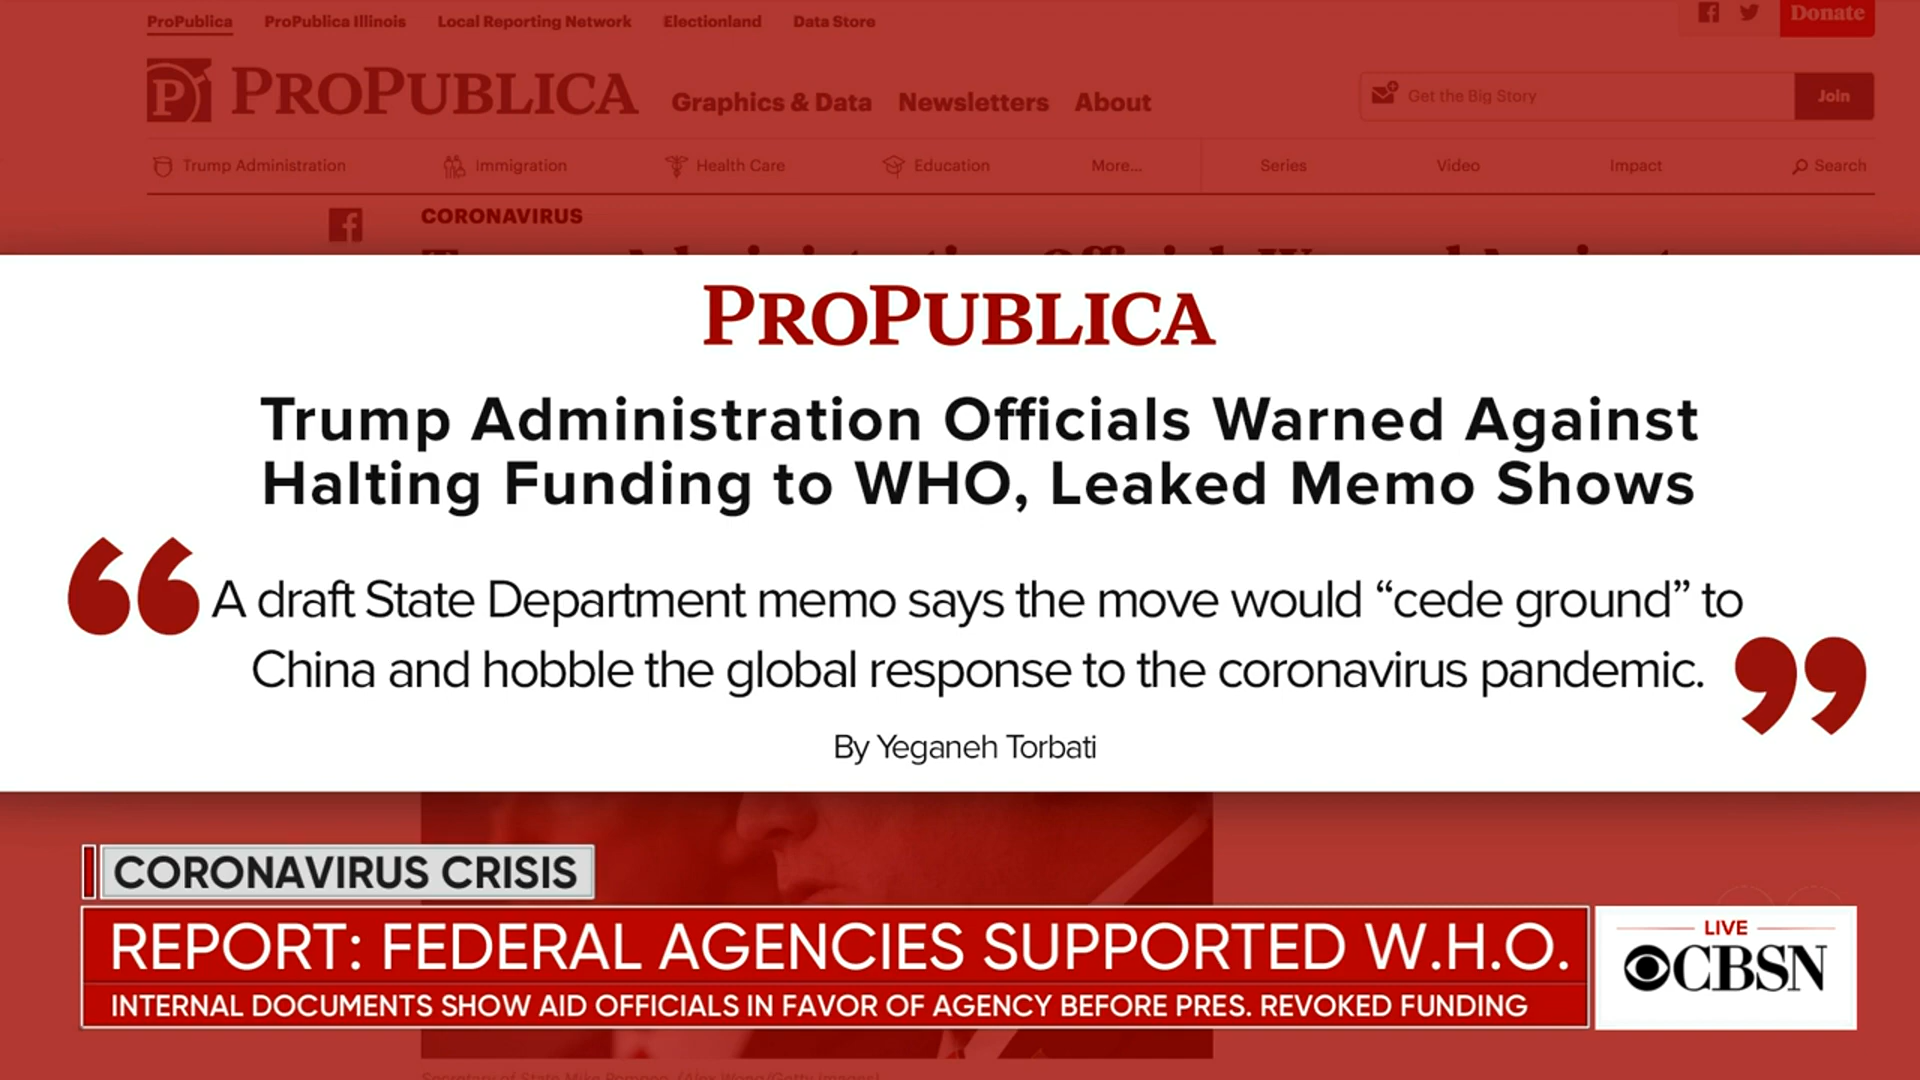 ProPublica ProPublica Illinois Local Reporting Network Electionland Data Store Donate
P PROPUBLICA Graphics & Data Newsletters About Get the Big Story Join
Trump Administration Immigration Health Care Education More... Series Video Impact Search
CORONAVIRUS
PROPUBLICA
Trump Administration Officials Warned Against
Halting Funding to WHO, Leaked Memo Shows
“A draft State Department memo says the move would “cede ground” to
China and hobble the global response to the coronavirus pandemic.”
By Yeganeh Torbati
CORONAVIRUS CRISIS
REPORT: FEDERAL AGENCIES SUPPORTED W.H.O.
INTERNAL DOCUMENTS SHOW AID OFFICIALS IN FAVOR OF AGENCY BEFORE PRES. REVOKED FUNDING
LIVE
CBSN